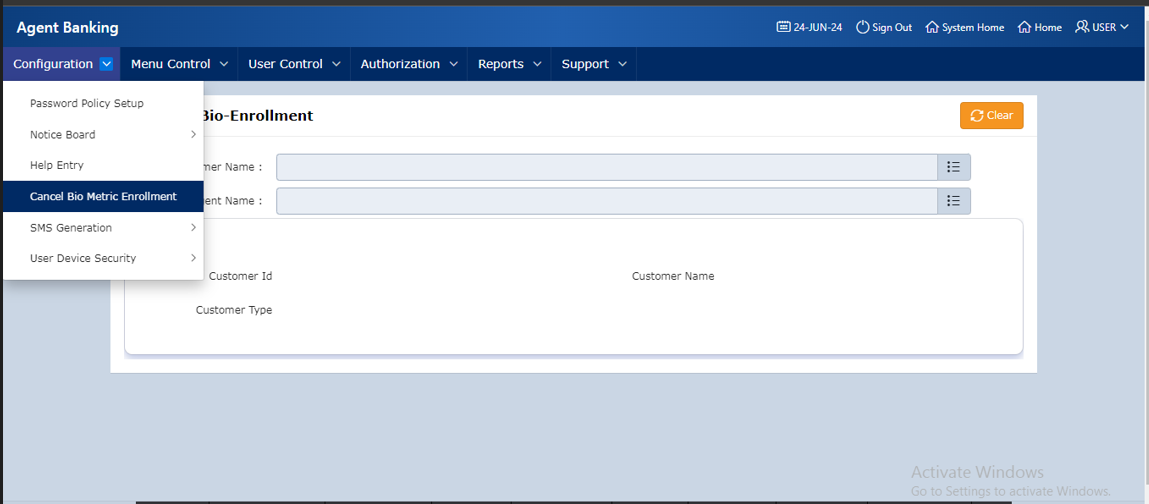 Agent Banking
24-JUN-24 Sign Out System Home Home USER
Configuration Menu Control User Control Authorization Reports Support
Password Policy Setup
Bio-Enrollment Clear
Notice Board
Help Entry
mer Name :
Cancel Bio Metric Enrollment
ent Name :
SMS Generation
User Device Security
Customer Id Customer Name
Customer Type
Activate Windows
Go to Settings to activate Windows.